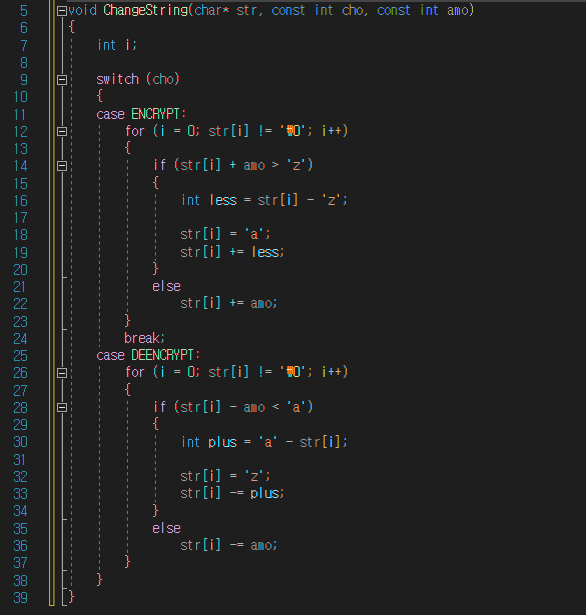 5 void ChangeString(char* str, const int cho, const int amo)
6 {
7     int i;
8
9     switch (cho)
10     {
11     case ENCRYPT:
12         for (i = 0; str[i] != '₩0'; i++)
13         {
14             if (str[i] + amo > 'z')
15             {
16                 int less = str[i] - 'z';
17
18                 str[i] = 'a';
19                 str[i] += less;
20             }
21             else
22                 str[i] += amo;
23         }
24         break;
25     case DEENCRYPT:
26         for (i = 0; str[i] != '₩0'; i++)
27         {
28             if (str[i] - amo < 'a')
29             {
30                 int plus = 'a' - str[i];
31
32                 str[i] = 'z';
33                 str[i] -= plus;
34             }
35             else
36                 str[i] -= amo;
37         }
38     }
39 }